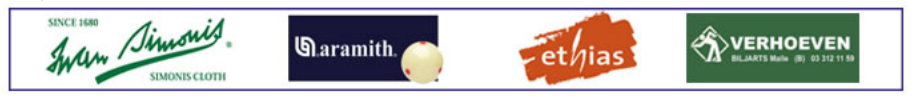 SINCE 1680
Iwan Simonis
SIMONIS CLOTH
aramith
ethias
VERHOEVEN
BILJARTS Malle (B) 03 312 11 59